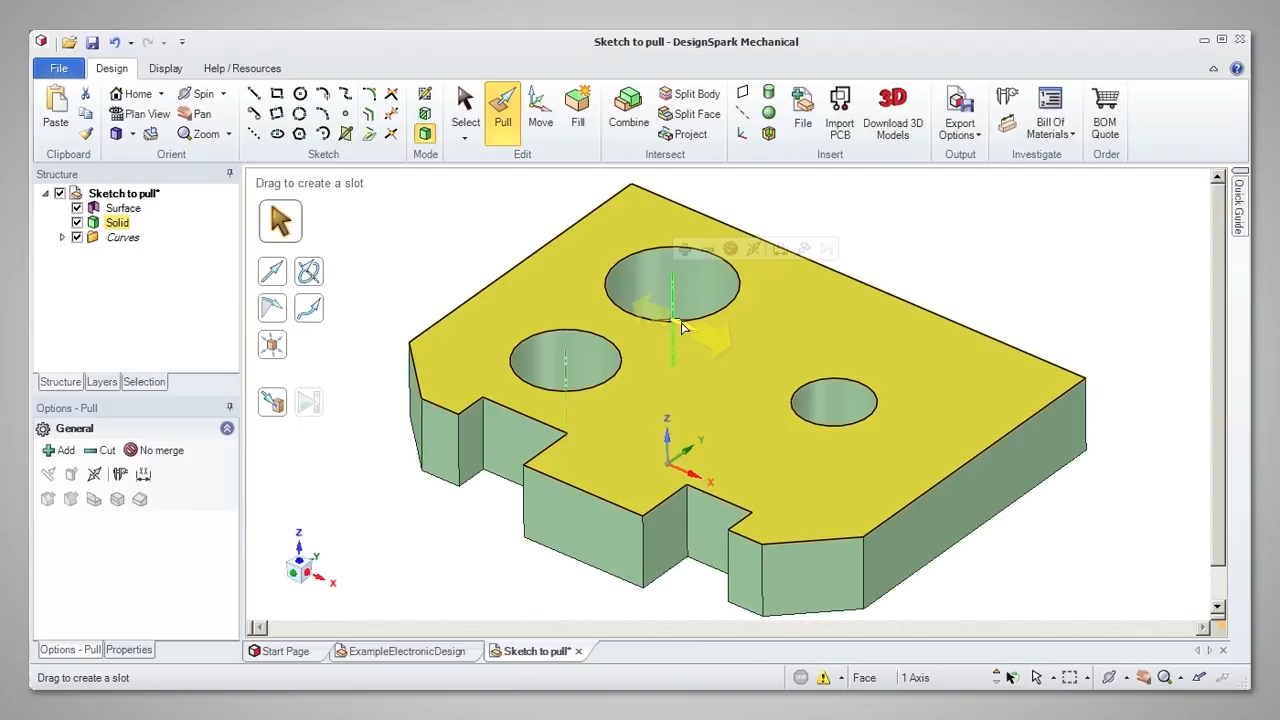 Sketch to pull - DesignSpark Mechanical
File Design Display Help / Resources
Paste
Home
Plan View
Spin
Pan
Zoom
Select
Pull
Move
Fill
Combine
Split Body
Split Face
Project
File
Import PCB
Download 3D Models
3D
Export Options
Bill Of Materials
BOM Quote
Clipboard Orient Sketch Mode Edit Intersect Insert Output Investigate Order
Structure
Sketch to pull*
Surface
Solid
Curves
Structure Layers Selection
Options - Pull
General
Add Cut No merge
Options - Pull Properties
Drag to create a slot
Quick Guide
Z
Y
X
Z
Y
X
Start Page ExampleElectronicDesign Sketch to pull*
Drag to create a slot
Face 1 Axis